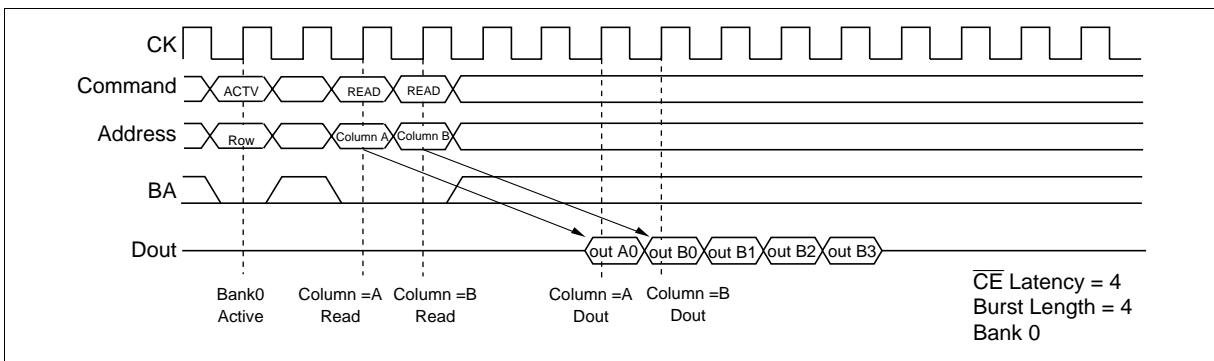 CK
Command ACTV READ READ
Address Row Column A Column B
BA
Dout out A0 out B0 out B1 out B2 out B3
Bank0 Active
Column =A Read
Column =B Read
Column =A Dout
Column =B Dout
C̅E̅ Latency = 4
Burst Length = 4
Bank 0